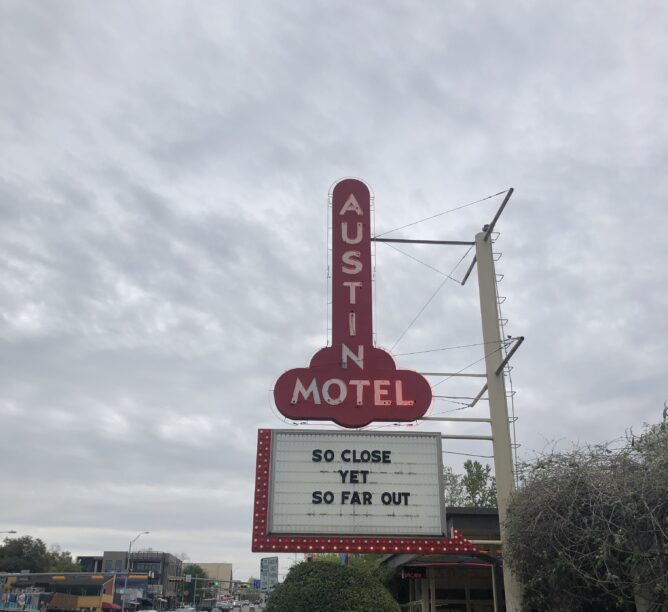 AUSTIN
MOTEL
SO CLOSE
YET
SO FAR OUT